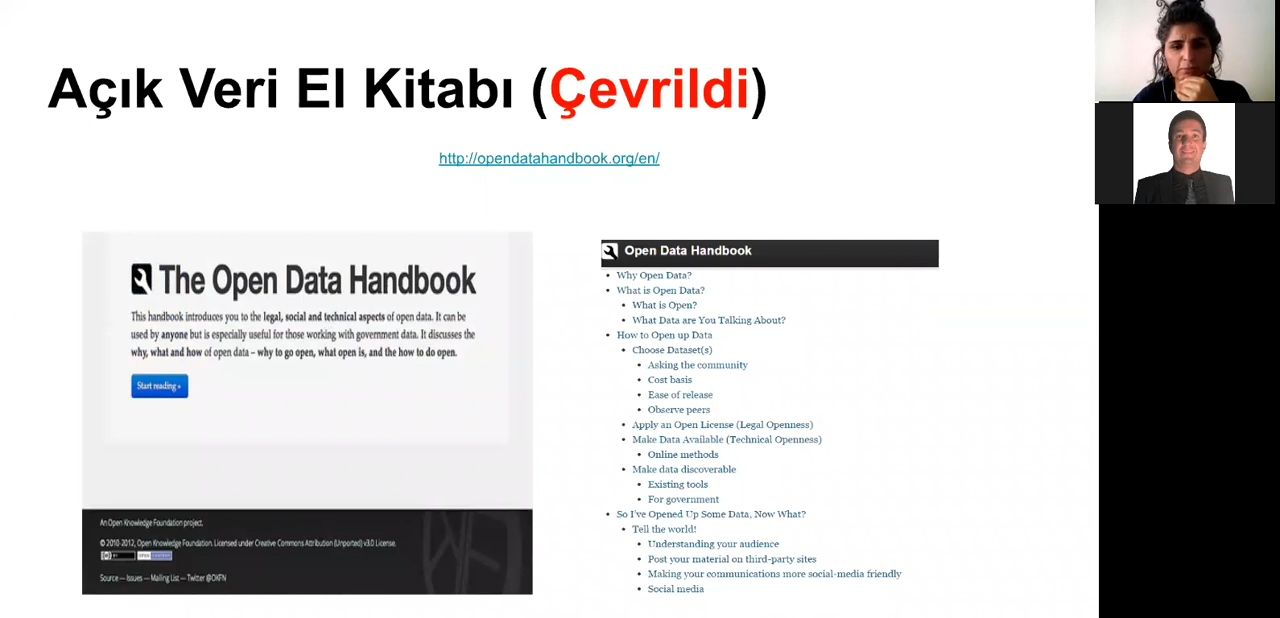 Açık Veri El Kitabı (Çevrildi)
http://opendatahandbook.org/en/
The Open Data Handbook
This handbook introduces you to the legal, social and technical aspects of open data. It can be
used by anyone but is especially useful for those working with government data. It discusses the
why, what and how of open data – why to go open, what open is, and the how to do open.
Start reading »
An Open Knowledge Foundation project.
© 2010-2012, Open Knowledge Foundation. Licensed under Creative Commons Attribution (Unported) v3.0 License.
Source — Issues — Mailing List — Twitter @OKFN
Open Data Handbook
Why Open Data?
What is Open Data?
What is Open?
What Data are You Talking About?
How to Open up Data
Choose Dataset(s)
Asking the community
Cost basis
Ease of release
Observe peers
Apply an Open License (Legal Openness)
Make Data Available (Technical Openness)
Online methods
Make data discoverable
Existing tools
For government
So I've Opened Up Some Data, Now What?
Tell the world!
Understanding your audience
Post your material on third-party sites
Making your communications more social-media friendly
Social media